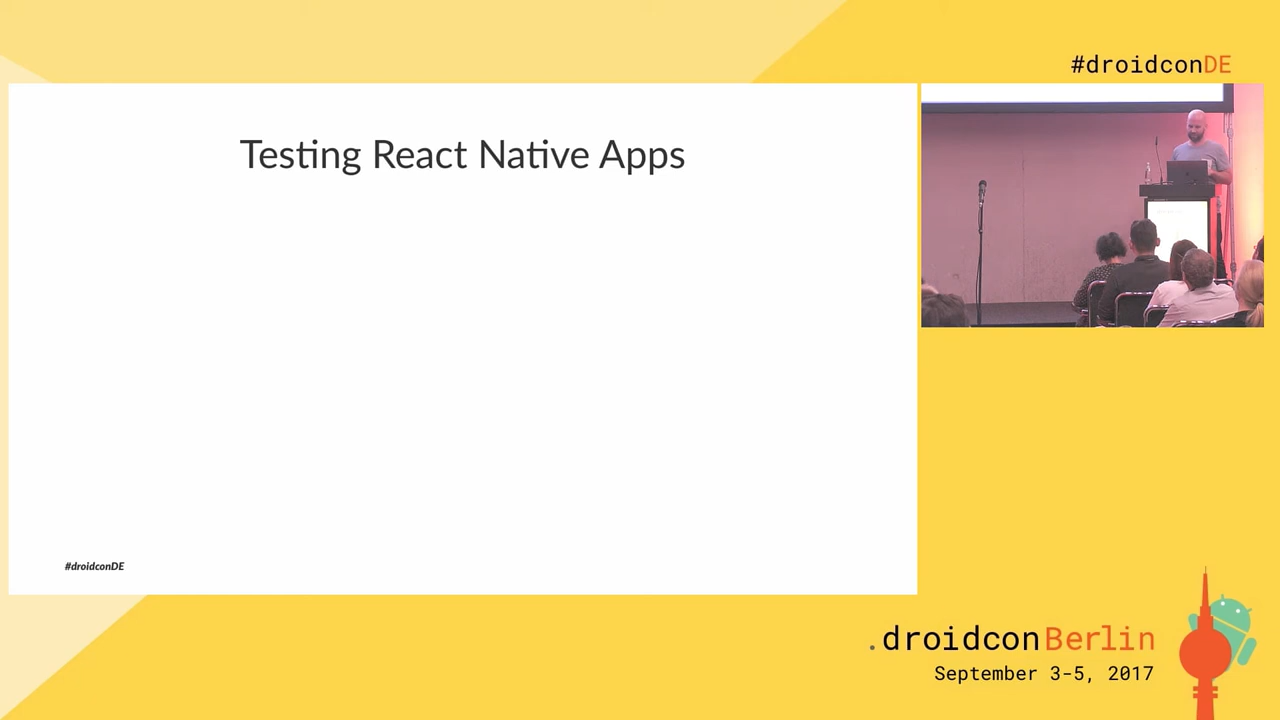 #droidconDE
Testing React Native Apps
#droidconDE
.droidconBerlin
September 3-5, 2017